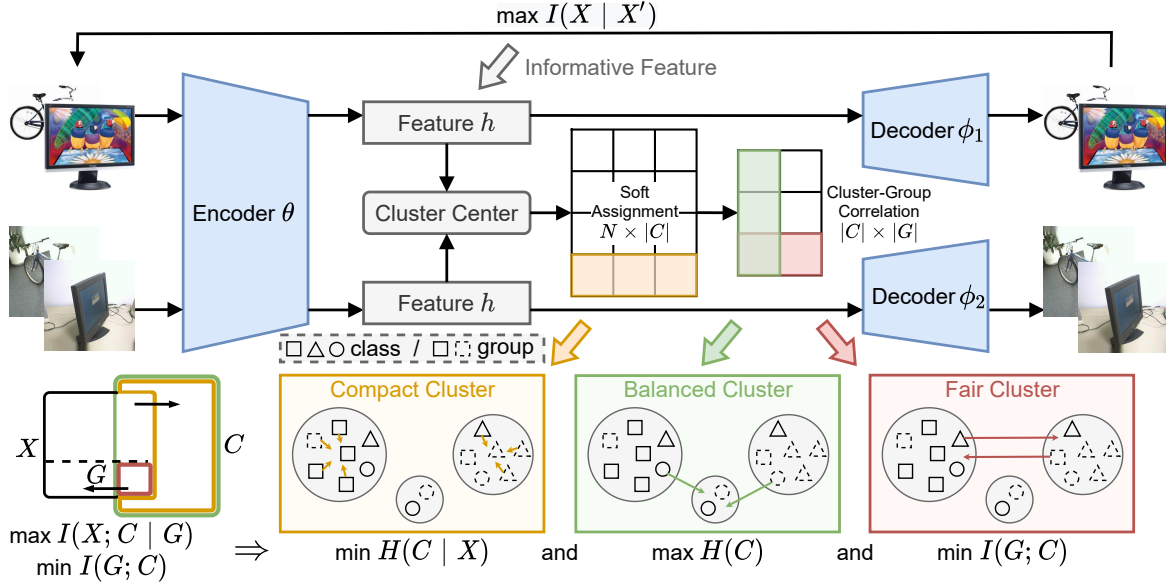 max I(X | X′)
Informative Feature
Feature h
Decoder ϕ₁
Encoder θ
Cluster Center
Soft
Assignment
N × |C|
Cluster-Group
Correlation
|C| × |G|
Feature h
Decoder ϕ₂
class / group
Compact Cluster
Balanced Cluster
Fair Cluster
X
G
C
max I(X; C | G)
min I(G; C)
⇒
min H(C | X)
and
max H(C)
and
min I(G; C)